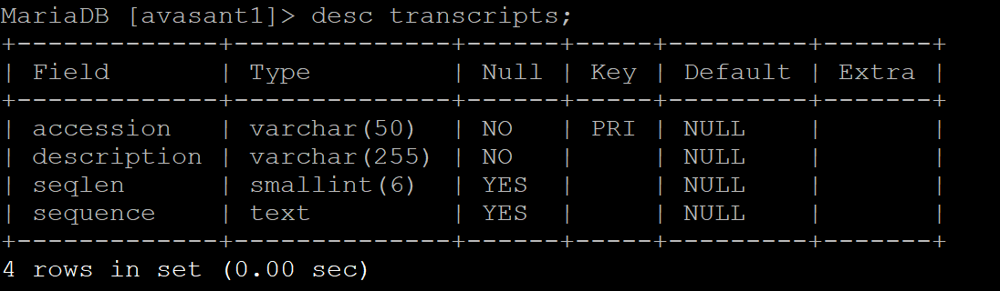 MariaDB [avasant1]> desc transcripts;
+-------------+--------------+------+-----+---------+-------+
| Field       | Type         | Null | Key | Default | Extra |
+-------------+--------------+------+-----+---------+-------+
| accession   | varchar(50)  | NO   | PRI | NULL    |       |
| description | varchar(255) | NO   |     | NULL    |       |
| seqlen      | smallint(6)  | YES  |     | NULL    |       |
| sequence    | text         | YES  |     | NULL    |       |
+-------------+--------------+------+-----+---------+-------+
4 rows in set (0.00 sec)